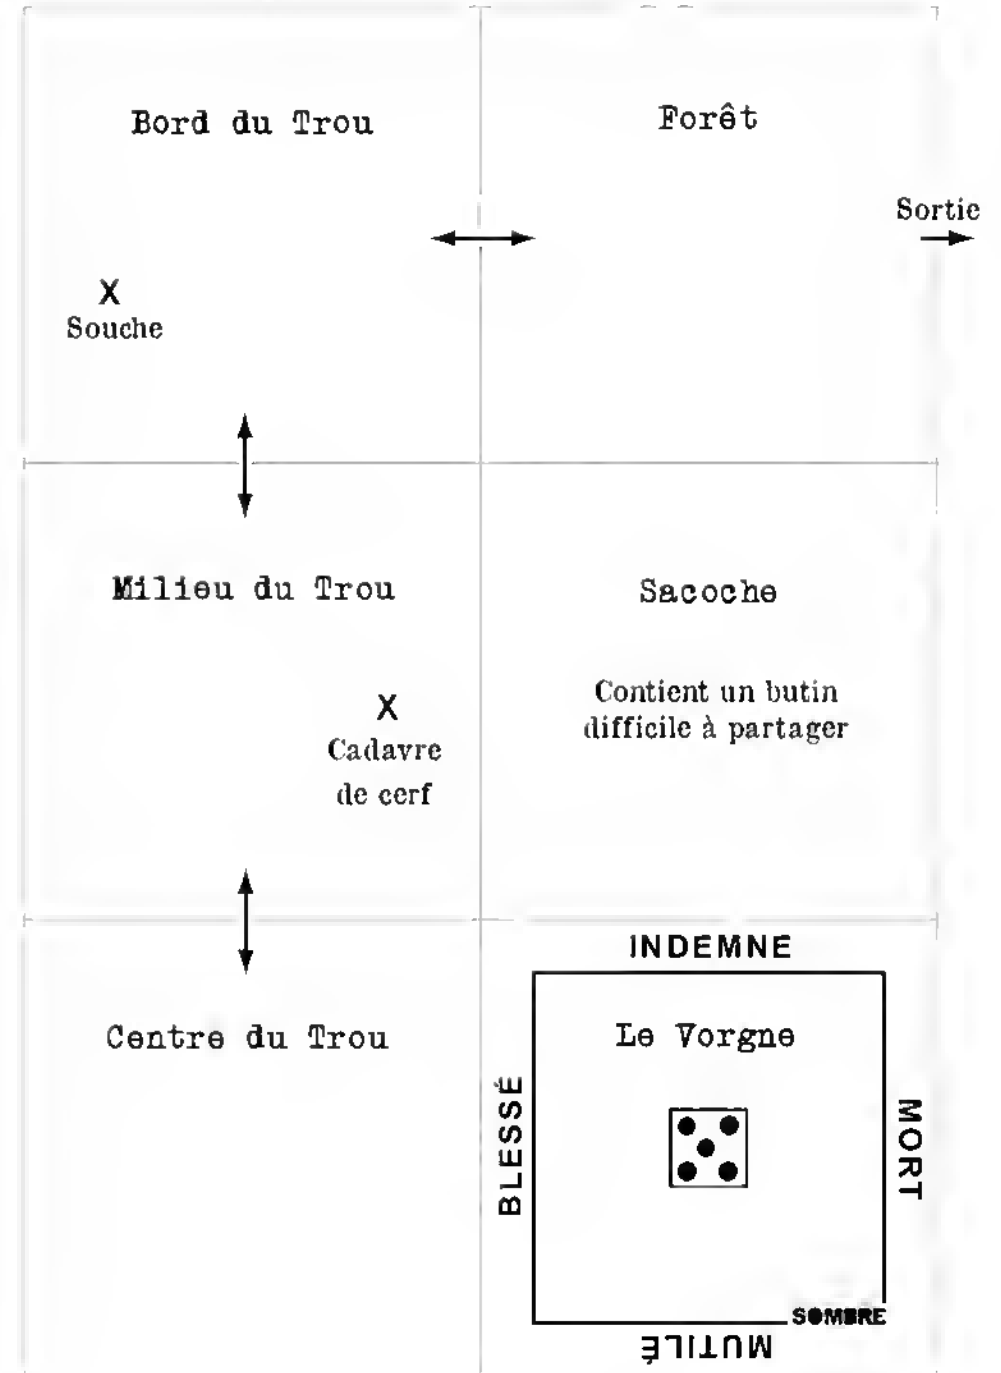 Bord du Trou
Forêt
Sortie
X
Souche
Milieu du Trou
Sacoche
X
Cadavre
de cerf
Contient un butin
difficile à partager
Centre du Trou
INDEMNE
Le Vorgne
BLESSÉ
MORT
SOMBRE
MUTILÉ